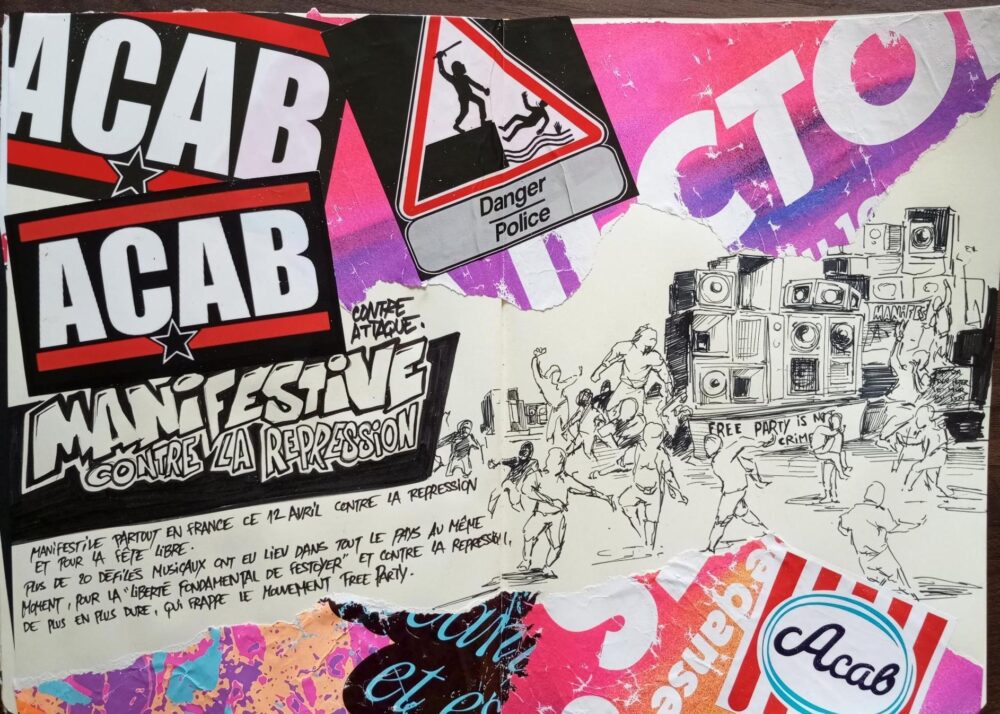 ACAB
ACAB
Danger
Police
CONTRE
ATTAQUE.
MANIFESTIVE
CONTRE LA REPRESSION
MANIFESTIVE PARTOUT EN FRANCE CE 12 AVRIL CONTRE LA REPRESSION
ET POUR LA FÊTE LIBRE.
PLUS DE 20 DÉFILÉS MUSICAUX ONT EU LIEU DANS TOUT LE PAYS AU MÊME
MOMENT, POUR LA "LIBERTÉ FONDAMENTAL DE FESTOYER" ET CONTRE LA REPRESSION,
DE PLUS EN PLUS DURE, QUI FRAPPE LE MOUVEMENT FREE PARTY.
MANIFES
FREE PARTY IS NOT
CRIME
et es
Acab